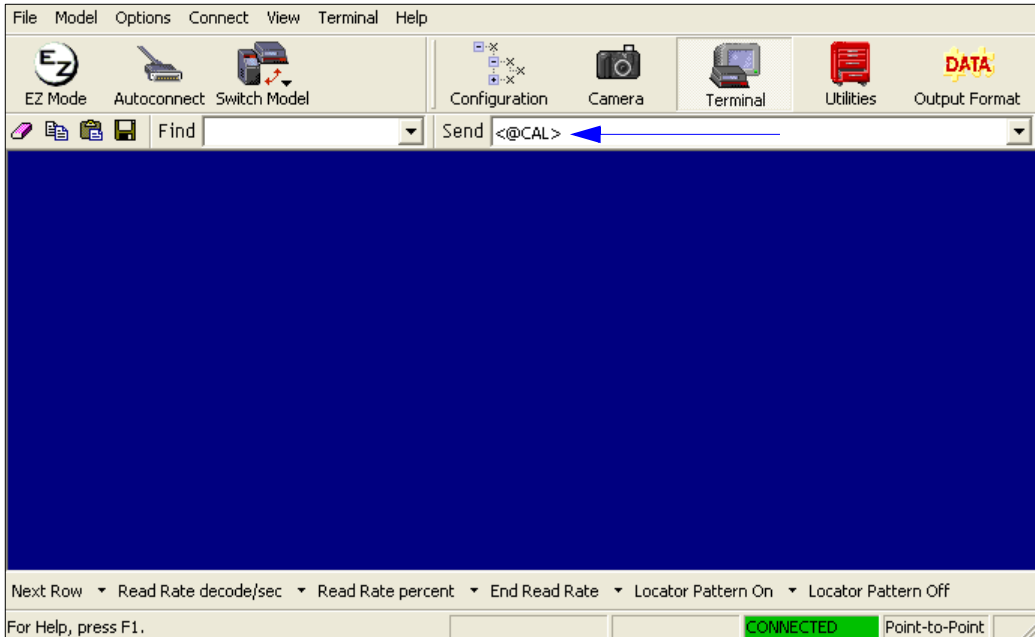 File Model Options Connect View Terminal Help
EZ
DATA
EZ Mode Autoconnect Switch Model Configuration Camera Terminal Utilities Output Format
Find Send <@CAL>
Next Row Read Rate decode/sec Read Rate percent End Read Rate Locator Pattern On Locator Pattern Off
For Help, press F1. CONNECTED Point-to-Point